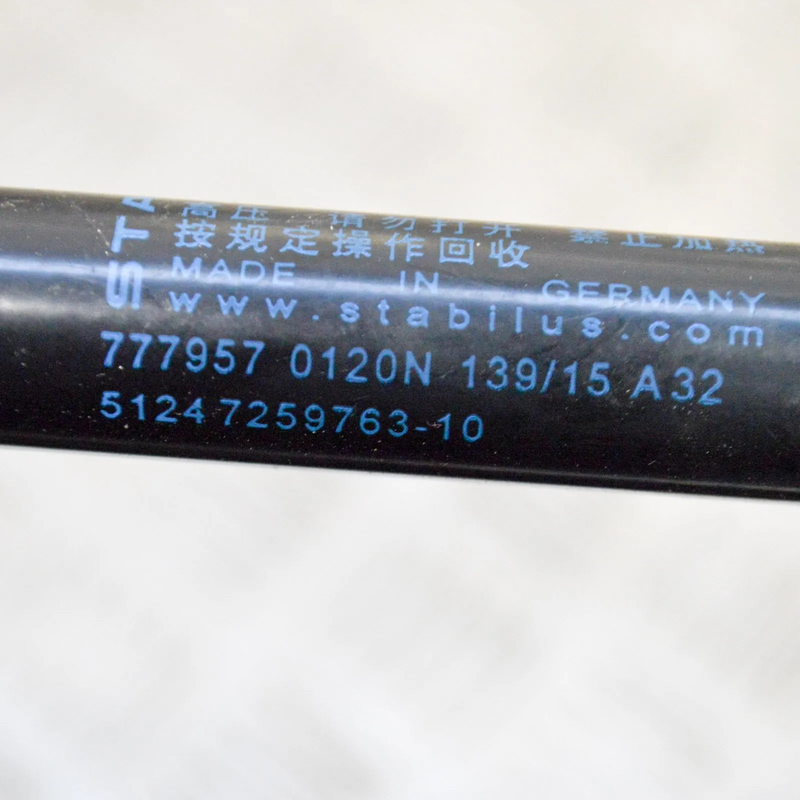 STA
高压 请勿打开 禁止加热
按规定操作回收
MADE IN GERMANY
www.stabilus.com
777957 0120N 139/15 A32
51247259763-10